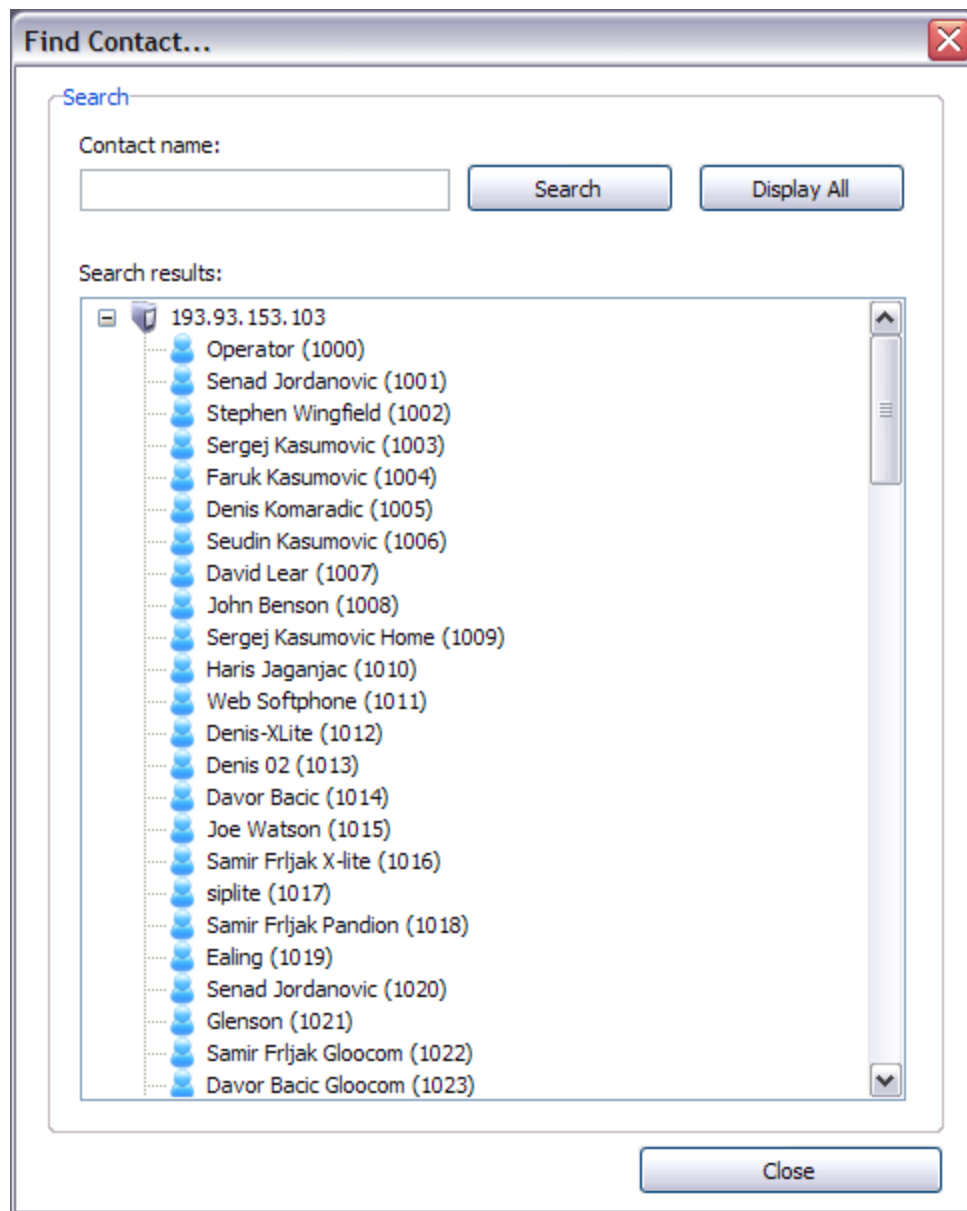 Find Contact...
Search
Contact name:
Search
Display All
Search results:
193.93.153.103
Operator (1000)
Senad Jordanovic (1001)
Stephen Wingfield (1002)
Sergej Kasumovic (1003)
Faruk Kasumovic (1004)
Denis Komaradic (1005)
Seudin Kasumovic (1006)
David Lear (1007)
John Benson (1008)
Sergej Kasumovic Home (1009)
Haris Jaganjac (1010)
Web Softphone (1011)
Denis-XLite (1012)
Denis 02 (1013)
Davor Bacic (1014)
Joe Watson (1015)
Samir Frljak X-lite (1016)
siplite (1017)
Samir Frljak Pandion (1018)
Ealing (1019)
Senad Jordanovic (1020)
Glenson (1021)
Samir Frljak Gloocom (1022)
Davor Bacic Gloocom (1023)
Close